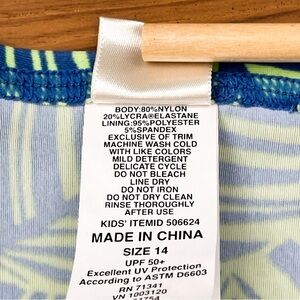 BODY:80%NYLON
20%LYCRA®ELASTANE
LINING:95%POLYESTER
5%SPANDEX
EXCLUSIVE OF TRIM
MACHINE WASH COLD
WITH LIKE COLORS
MILD DETERGENT
DELICATE CYCLE
DO NOT BLEACH
LINE DRY
DO NOT IRON
DO NOT DRY CLEAN
RINSE THOROUGHLY
AFTER USE
KIDS' ITEMID 506624
MADE IN CHINA
SIZE 14
UPF 50+
Excellent UV Protection
According to ASTM D6603
RN 71341
VN 1003120